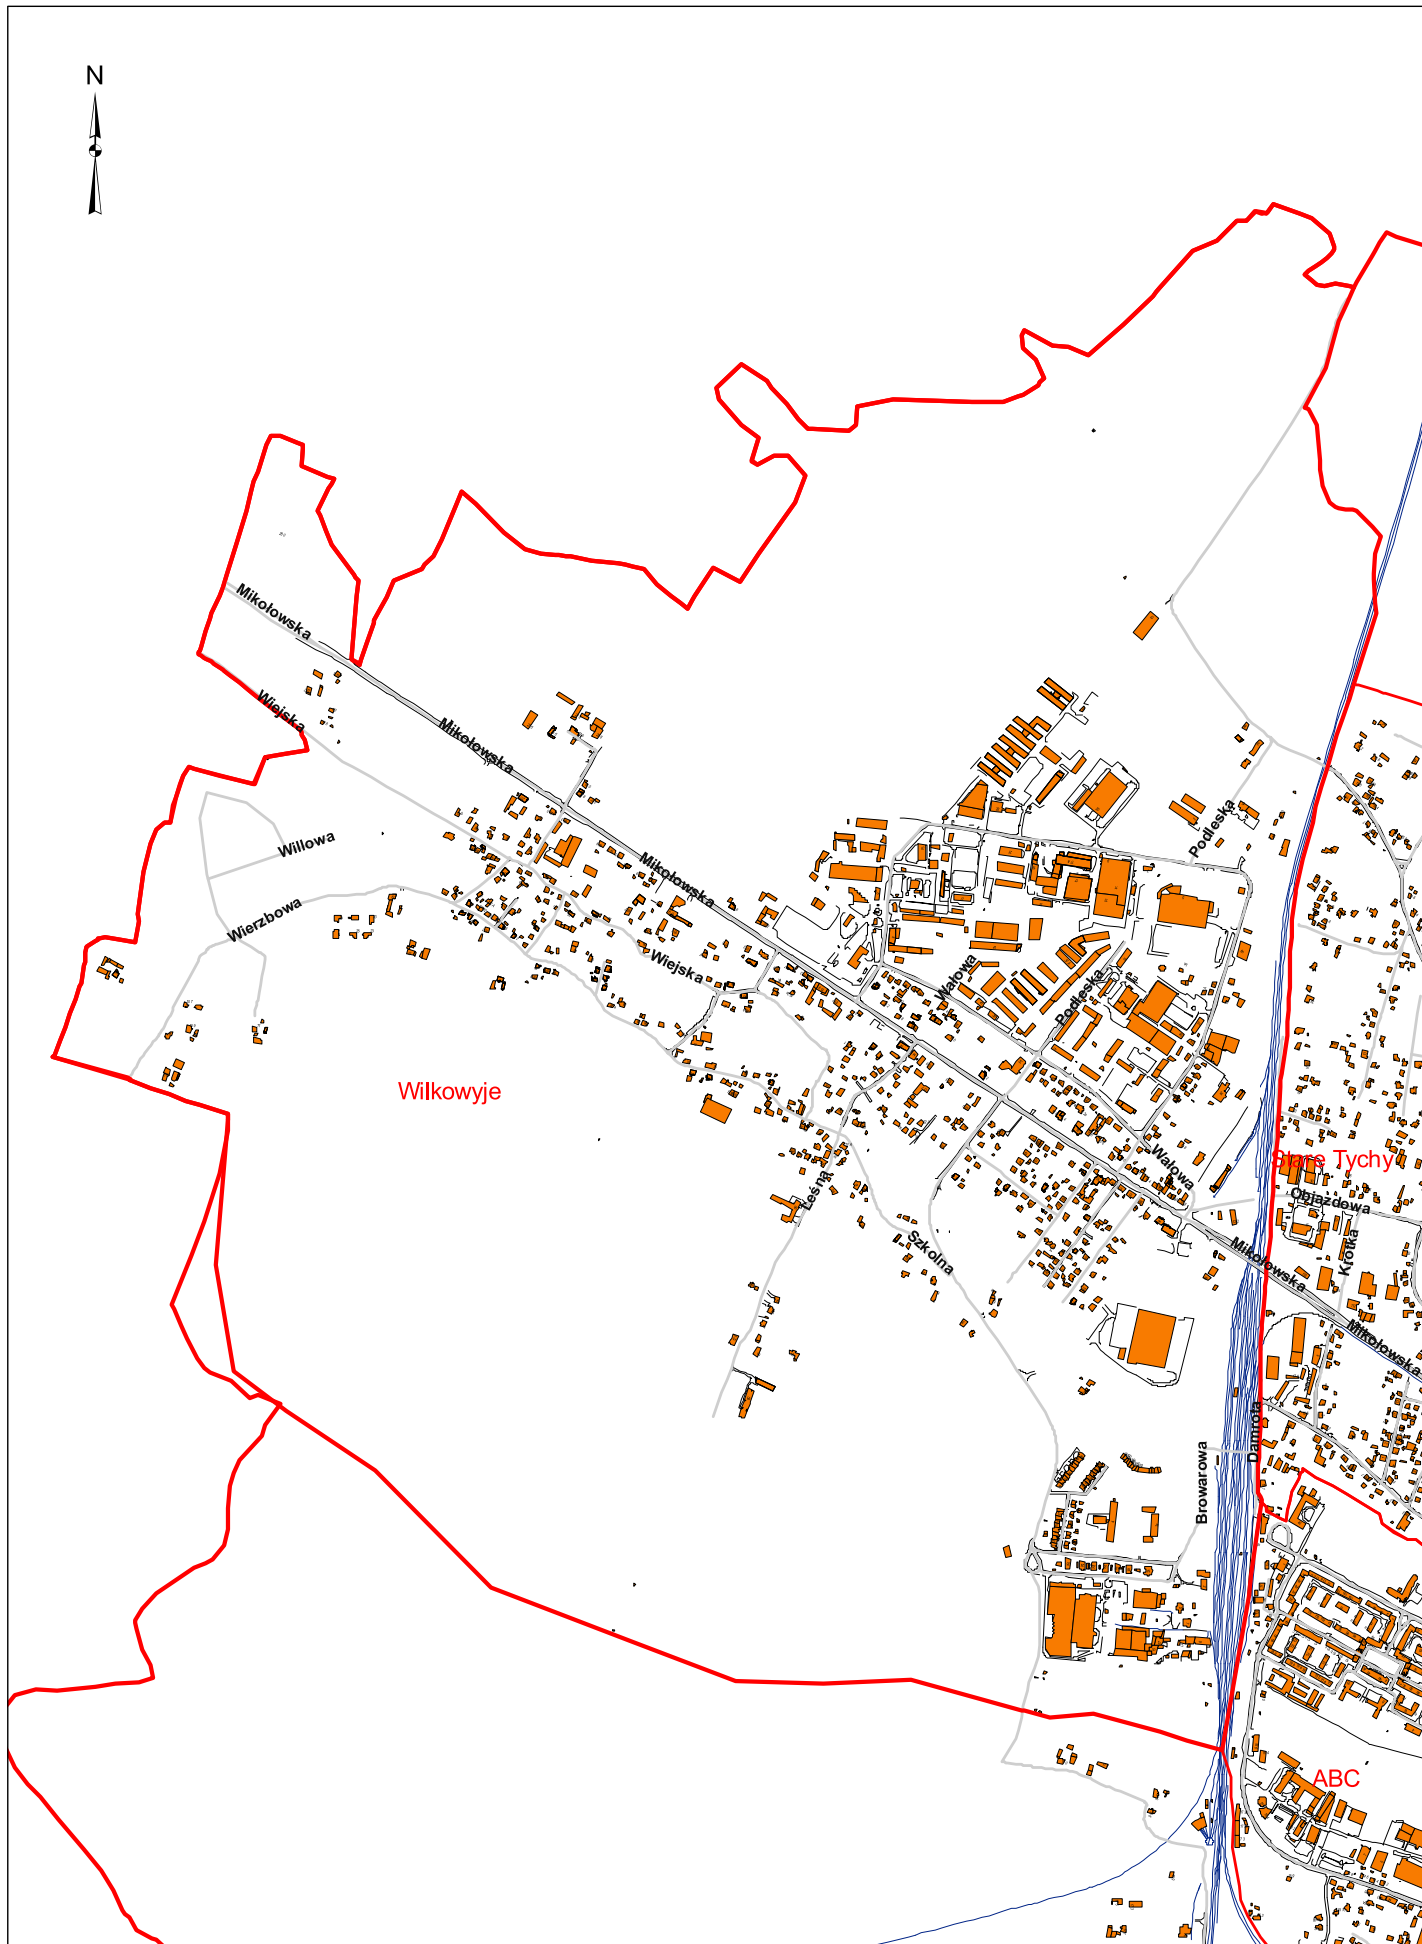 N
Mikołowska
Wiejska
Mikołowska
Podleska
Willowa
Mikołowska
Wierzbowa
Wiejska
Wałowa
Podleska
Wilkowyje
Stare Tychy
Wałowa
Leśna
Objazdowa
Szkolna
Krótka
Mikołowska
Mikołowska
Damrota
Browarowa
ABC